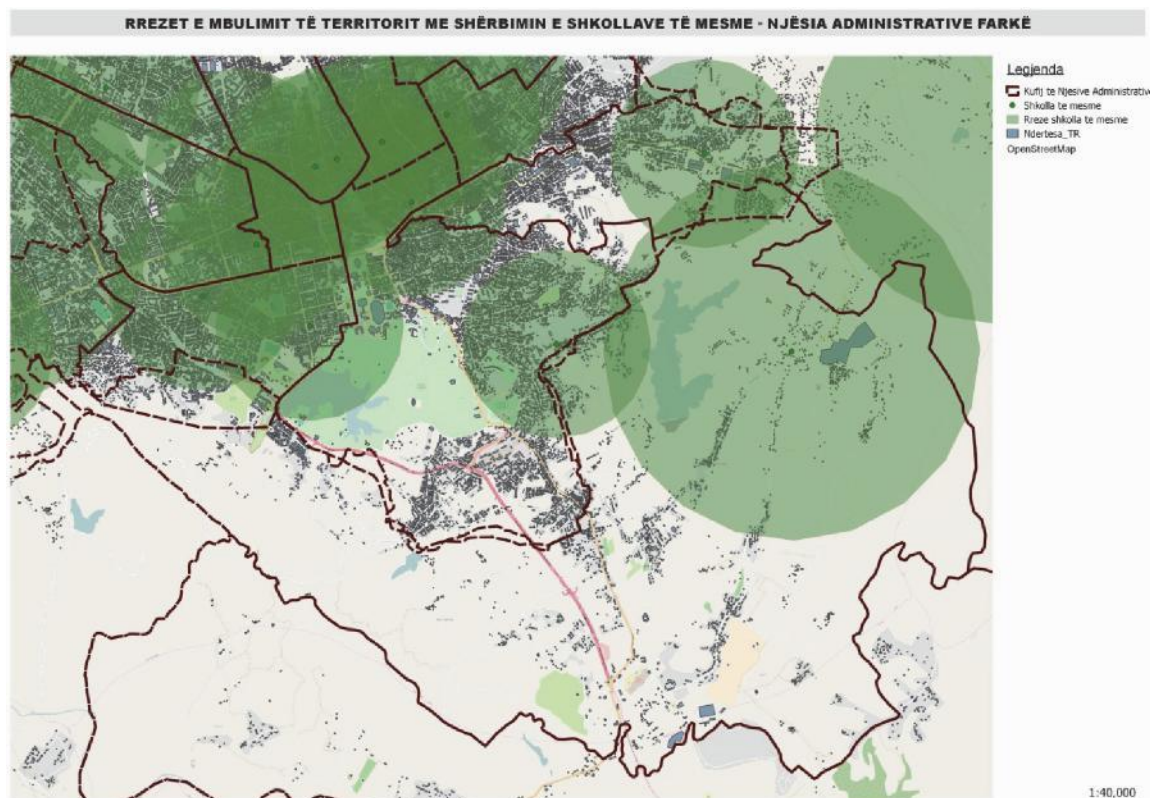 RREZET E MBULIMIT TË TERRITORIT ME SHËRBIMIN E SHKOLLAVE TË MESME - NJËSIA ADMINISTRATIVE FARKË
Legjenda
Kufij te Njesive Administrative
Shkolla te mesme
Rreze shkolla te mesme
Ndertesa_TR
OpenStreetMap
1:40,000